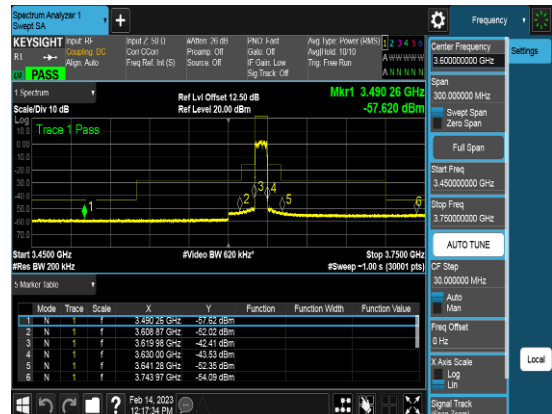 Spectrum Analyzer 1
Swept SA
+
Frequency
KEYSIGHT
Input: RF
Coupling: DC
Align: Auto
Input Z: 50 Ω
Corr CCorr
Freq Ref: Int (S)
#Atten: 26 dB
Preamp: Off
Source: Off
PNO: Fast
Gate: Off
IF Gain: Low
Sig Track: Off
Avg Type: Power (RMS)
Avg|Hold: 10/10
Trig: Free Run
1 2 3 4 5 6
A W W W W W
A N N N N N
PASS
1 Spectrum
Scale/Div 10 dB
Ref Lvl Offset 12.50 dB
Ref Level 20.00 dBm
Mkr1 3.490 26 GHz
-57.620 dBm
Log
Trace 1 Pass
10.0
0.00
-10.0
-20.0
-30.0
-40.0
-50.0
-60.0
-70.0
1
2
3
4
5
6
Start 3.4500 GHz
#Res BW 200 kHz
#Video BW 620 kHz*
Stop 3.7500 GHz
#Sweep ~1.00 s (30001 pts)
5 Marker Table
Mode Trace Scale X Y Function Function Width Function Value
1 N 1 f 3.490 26 GHz -57.62 dBm
2 N 1 f 3.608 87 GHz -52.02 dBm
3 N 1 f 3.619 98 GHz -42.41 dBm
4 N 1 f 3.630 00 GHz -43.53 dBm
5 N 1 f 3.641 28 GHz -52.35 dBm
6 N 1 f 3.743 97 GHz -54.09 dBm
Feb 14, 2023
12:17:34 PM
Center Frequency
3.600000000 GHz
Settings
Span
300.000000 MHz
Swept Span
Zero Span
Full Span
Start Freq
3.450000000 GHz
Stop Freq
3.750000000 GHz
AUTO TUNE
CF Step
30.000000 MHz
Auto
Man
Freq Offset
0 Hz
X Axis Scale
Log
Lin
Local
Signal Track
(Span Zoom)